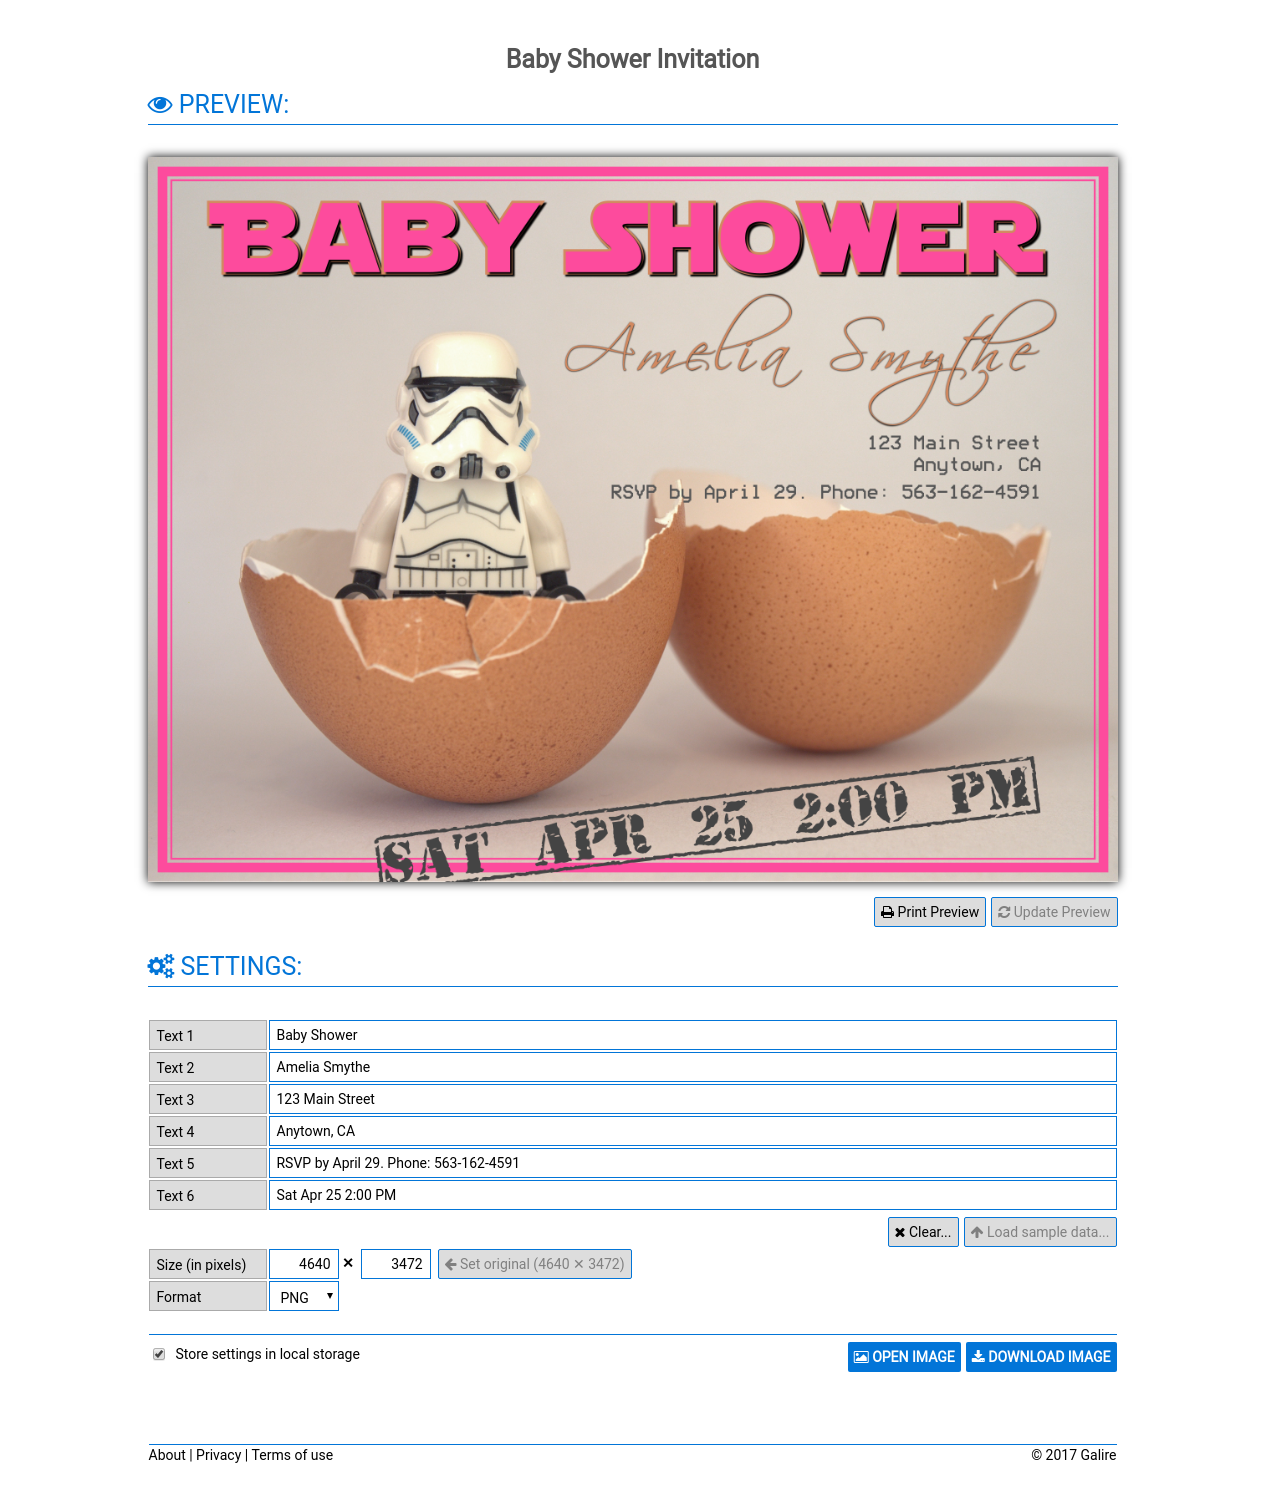 Baby Shower Invitation
PREVIEW:
BABY SHOWER
Amelia Smythe
123 Main Street
Anytown, CA
RSVP by April 29. Phone: 563-162-4591
SAT APR 25 2:00 PM
Print Preview Update Preview
SETTINGS:
Text 1 Baby Shower
Text 2 Amelia Smythe
Text 3 123 Main Street
Text 4 Anytown, CA
Text 5 RSVP by April 29. Phone: 563-162-4591
Text 6 Sat Apr 25 2:00 PM
Clear... Load sample data...
Size (in pixels) 4640 × 3472 Set original (4640 × 3472)
Format PNG
Store settings in local storage OPEN IMAGE DOWNLOAD IMAGE
About | Privacy | Terms of use © 2017 Galire